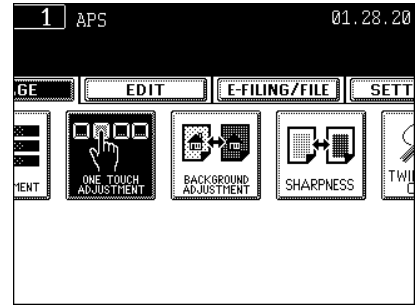 1 APS 01.28.20
GE EDIT E-FILING/FILE SETT
MENT
ONE TOUCH
ADJUSTMENT
BACKGROUND
ADJUSTMENT
SHARPNESS
TWI